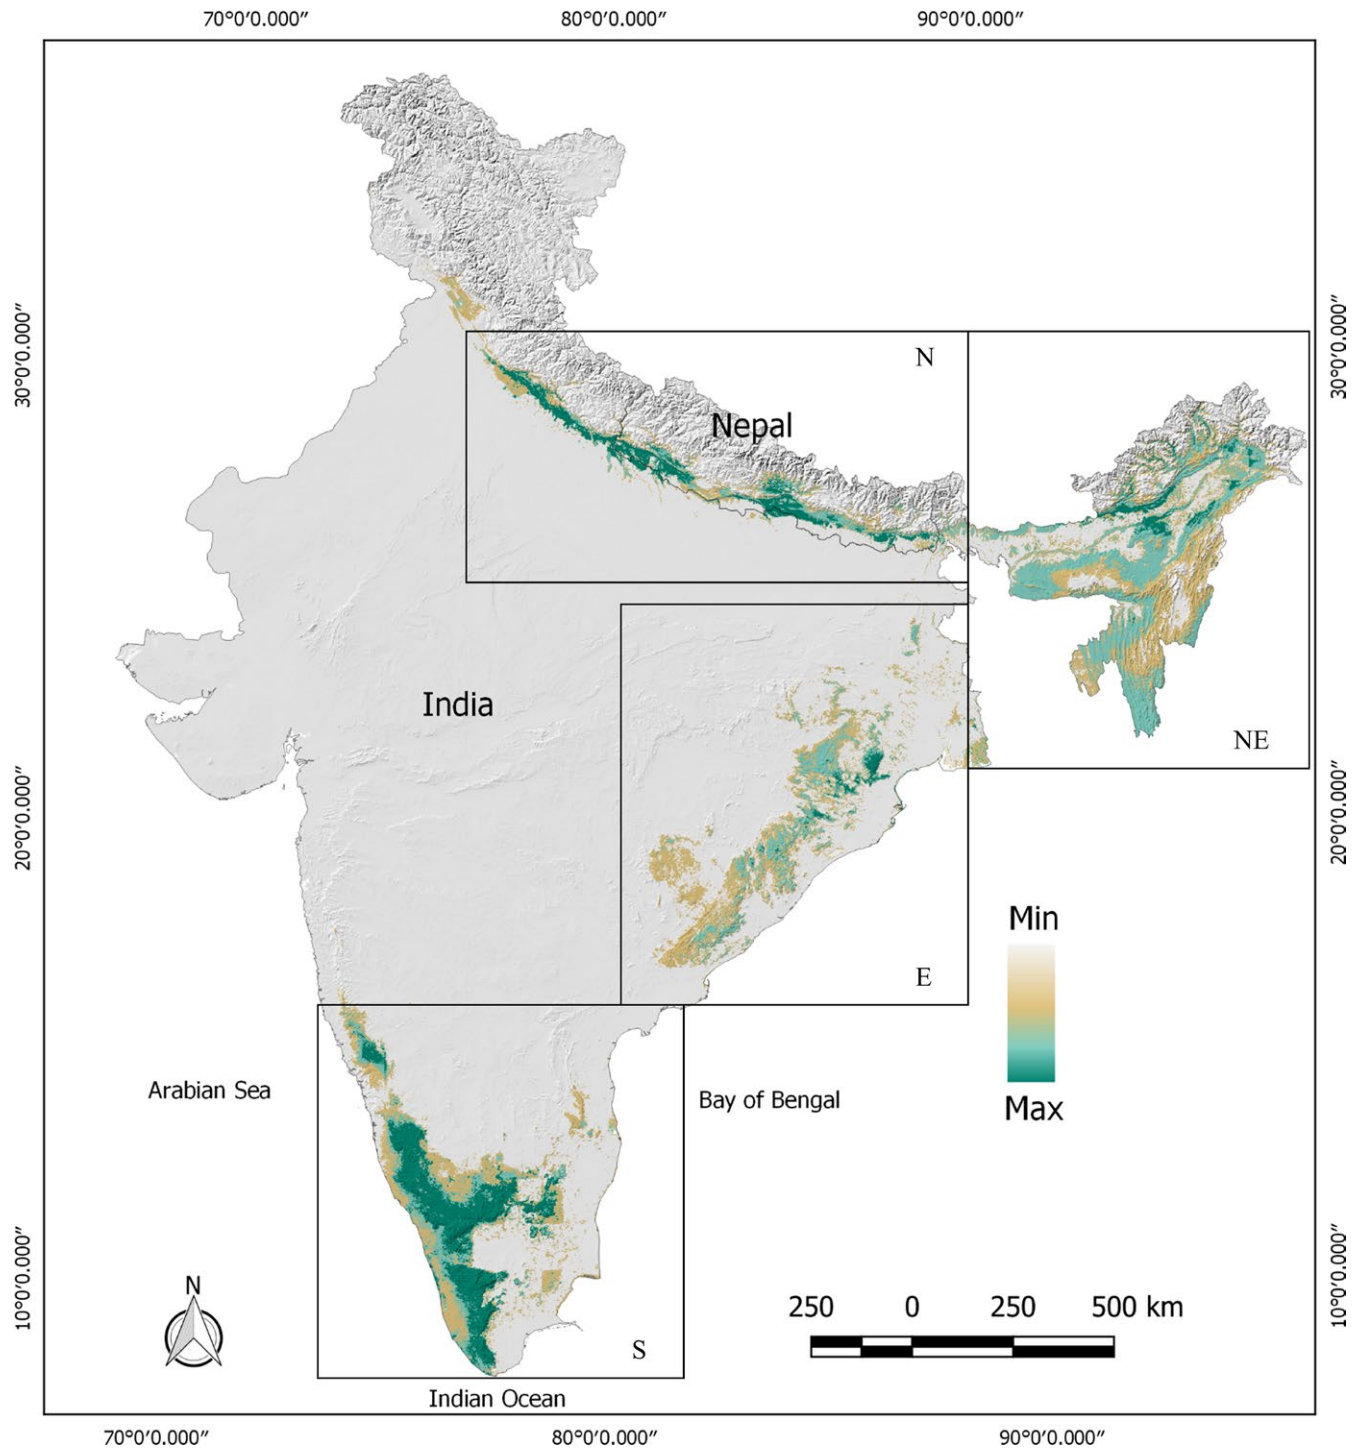 70°0′0.000″ 80°0′0.000″ 90°0′0.000″
30°0′0.000″
30°0′0.000″
N
Nepal
India
NE
20°0′0.000″
20°0′0.000″
Min
E
Max
Arabian Sea
Bay of Bengal
10°0′0.000″
10°0′0.000″
N
250 0 250 500 km
S
Indian Ocean
70°0′0.000″ 80°0′0.000″ 90°0′0.000″